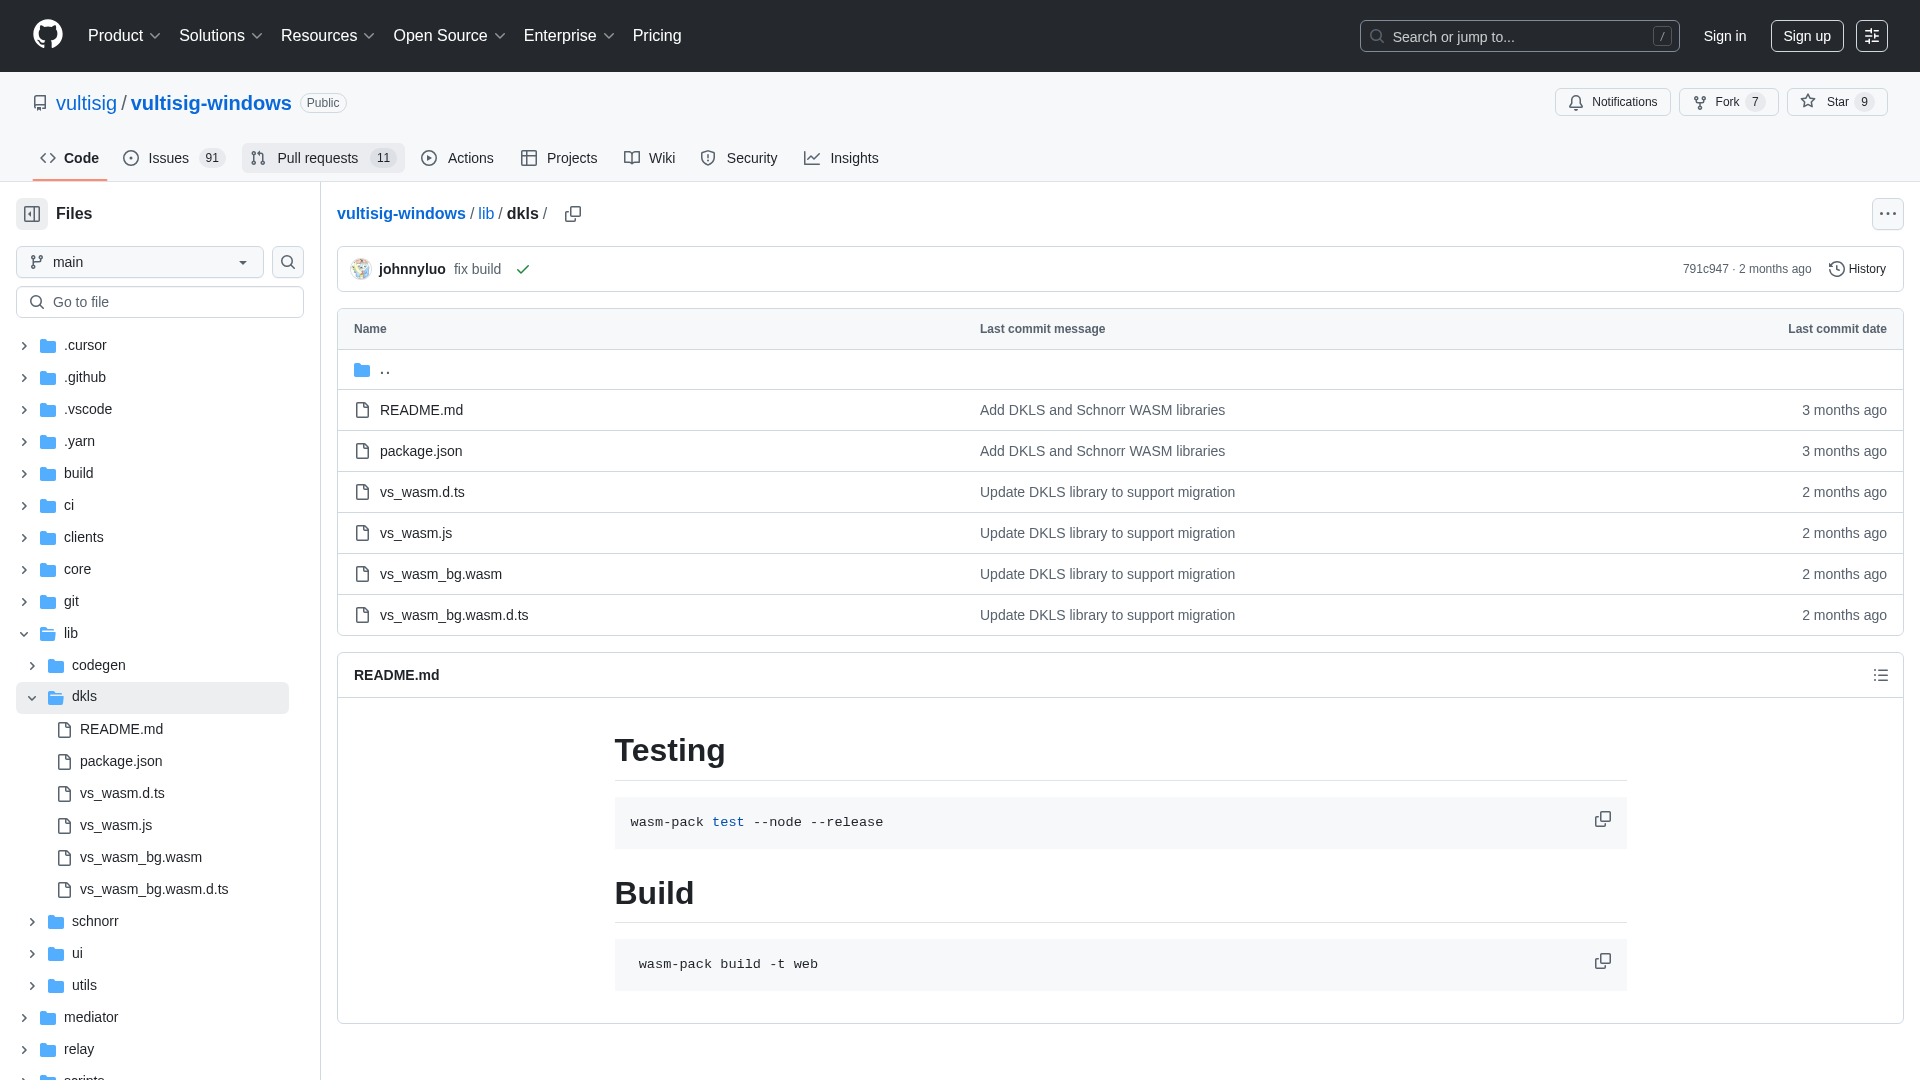 Product Solutions Resources Open Source Enterprise Pricing Search or jump to... / Sign in Sign up
vultisig / vultisig-windows Public Notifications Fork 7 Star 9
Code Issues 91 Pull requests 11 Actions Projects Wiki Security Insights
Files
main
Go to file
.cursor
.github
.vscode
.yarn
build
ci
clients
core
git
lib
codegen
dkls
README.md
package.json
vs_wasm.d.ts
vs_wasm.js
vs_wasm_bg.wasm
vs_wasm_bg.wasm.d.ts
schnorr
ui
utils
mediator
relay
scripts
vultisig-windows / lib / dkls /
johnnyluo fix build 791c947 · 2 months ago History
Name Last commit message Last commit date
..
README.md Add DKLS and Schnorr WASM libraries 3 months ago
package.json Add DKLS and Schnorr WASM libraries 3 months ago
vs_wasm.d.ts Update DKLS library to support migration 2 months ago
vs_wasm.js Update DKLS library to support migration 2 months ago
vs_wasm_bg.wasm Update DKLS library to support migration 2 months ago
vs_wasm_bg.wasm.d.ts Update DKLS library to support migration 2 months ago
README.md
Testing
wasm-pack test --node --release
Build
wasm-pack build -t web